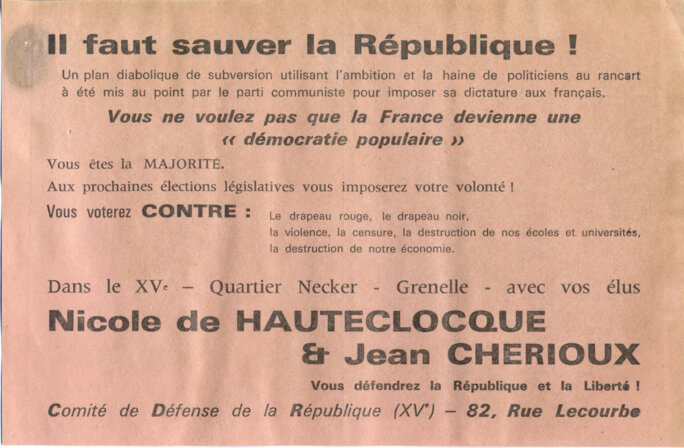 Il faut sauver la République !
Un plan diabolique de subversion utilisant l'ambition et la haine de politiciens au rancart
à été mis au point par le parti communiste pour imposer sa dictature aux français.
Vous ne voulez pas que la France devienne une
« démocratie populaire »
Vous êtes la MAJORITÉ.
Aux prochaines élections législatives vous imposerez votre volonté !
Vous voterez CONTRE : Le drapeau rouge, le drapeau noir,
la violence, la censure, la destruction de nos écoles et universités,
la destruction de notre économie.
Dans le XVe – Quartier Necker - Grenelle - avec vos élus
Nicole de HAUTECLOCQUE
& Jean CHERIOUX
Vous défendrez la République et la Liberté !
Comité de Défense de la République (XVe) – 82, Rue Lecourbe